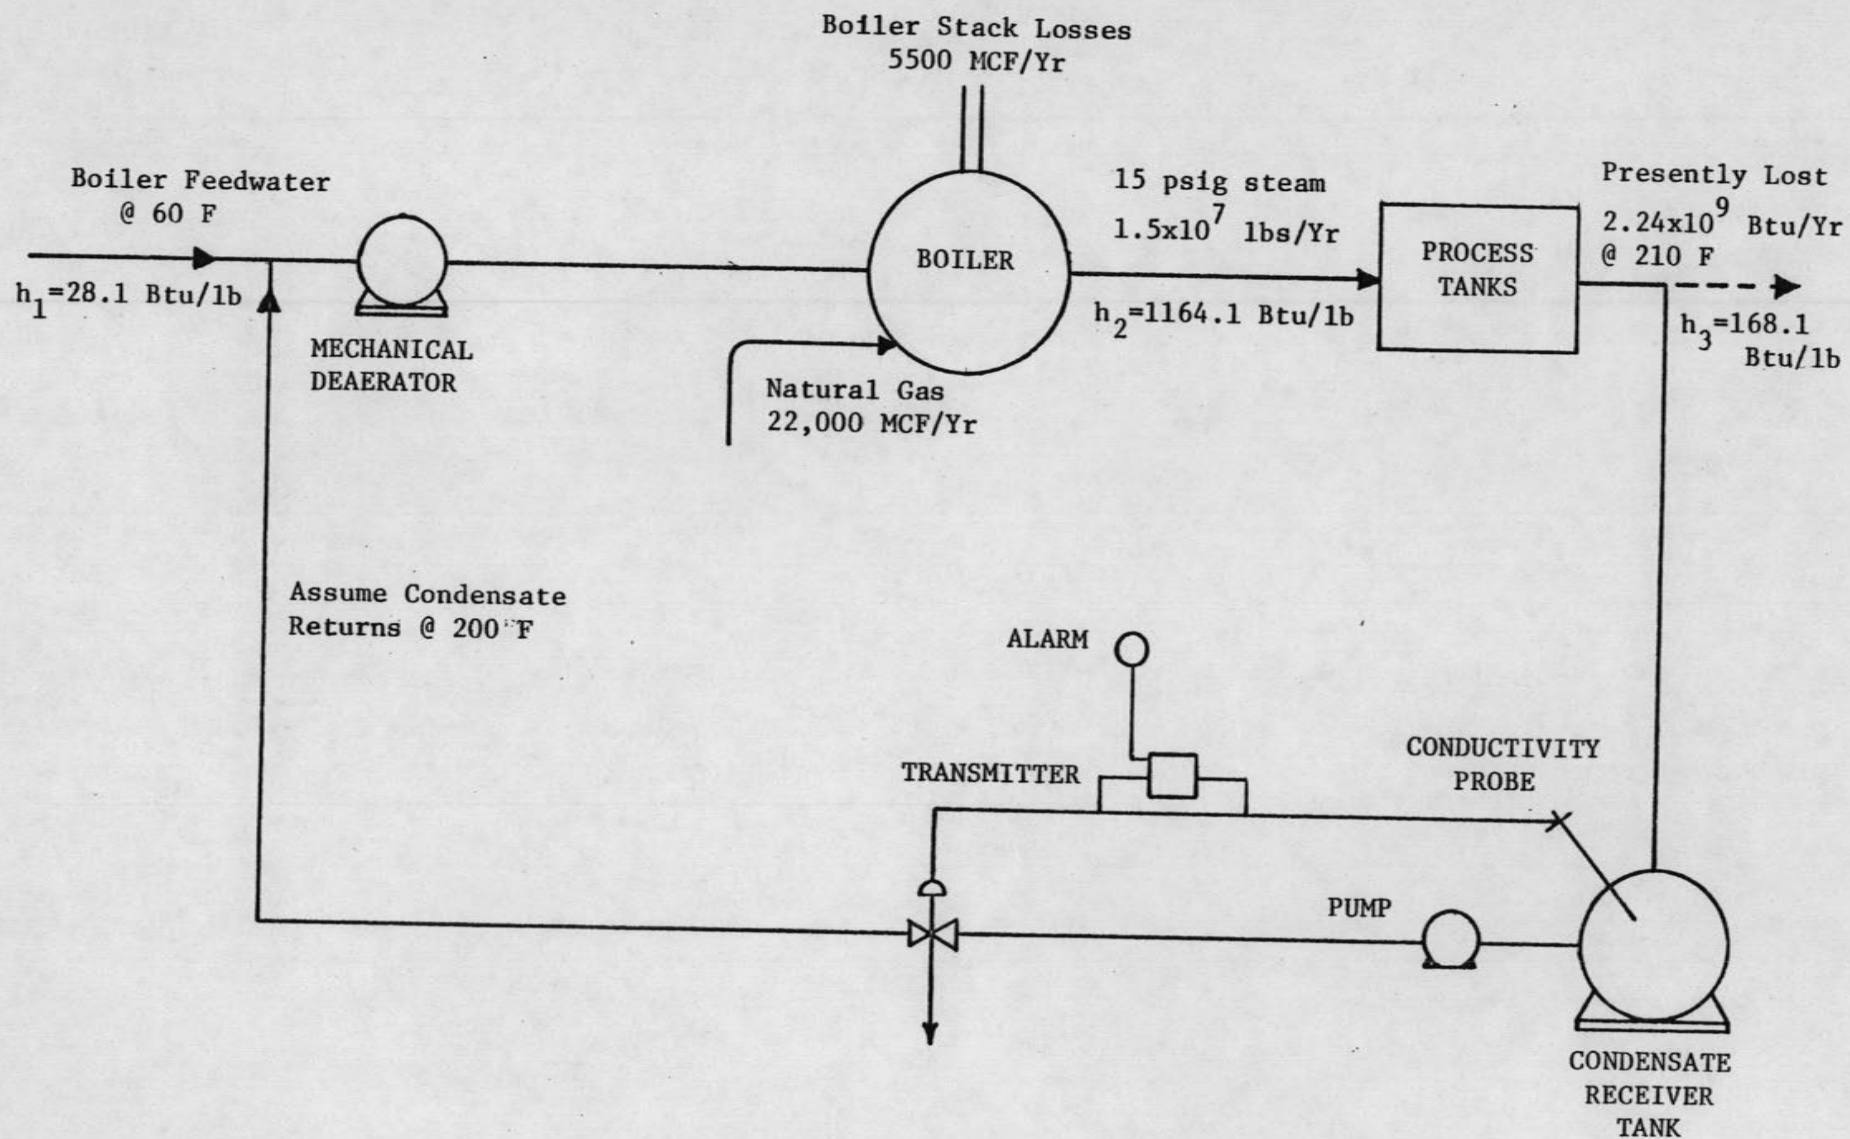 Boiler Stack Losses
5500 MCF/Yr
Boiler Feedwater
@ 60 F
h₁=28.1 Btu/lb
MECHANICAL
DEAERATOR
BOILER
Natural Gas
22,000 MCF/Yr
15 psig steam
1.5x10⁷ lbs/Yr
h₂=1164.1 Btu/lb
PROCESS
TANKS
Presently Lost
2.24x10⁹ Btu/Yr
@ 210 F
h₃=168.1
Btu/lb
Assume Condensate
Returns @ 200 F
ALARM
TRANSMITTER
CONDUCTIVITY
PROBE
PUMP
CONDENSATE
RECEIVER
TANK